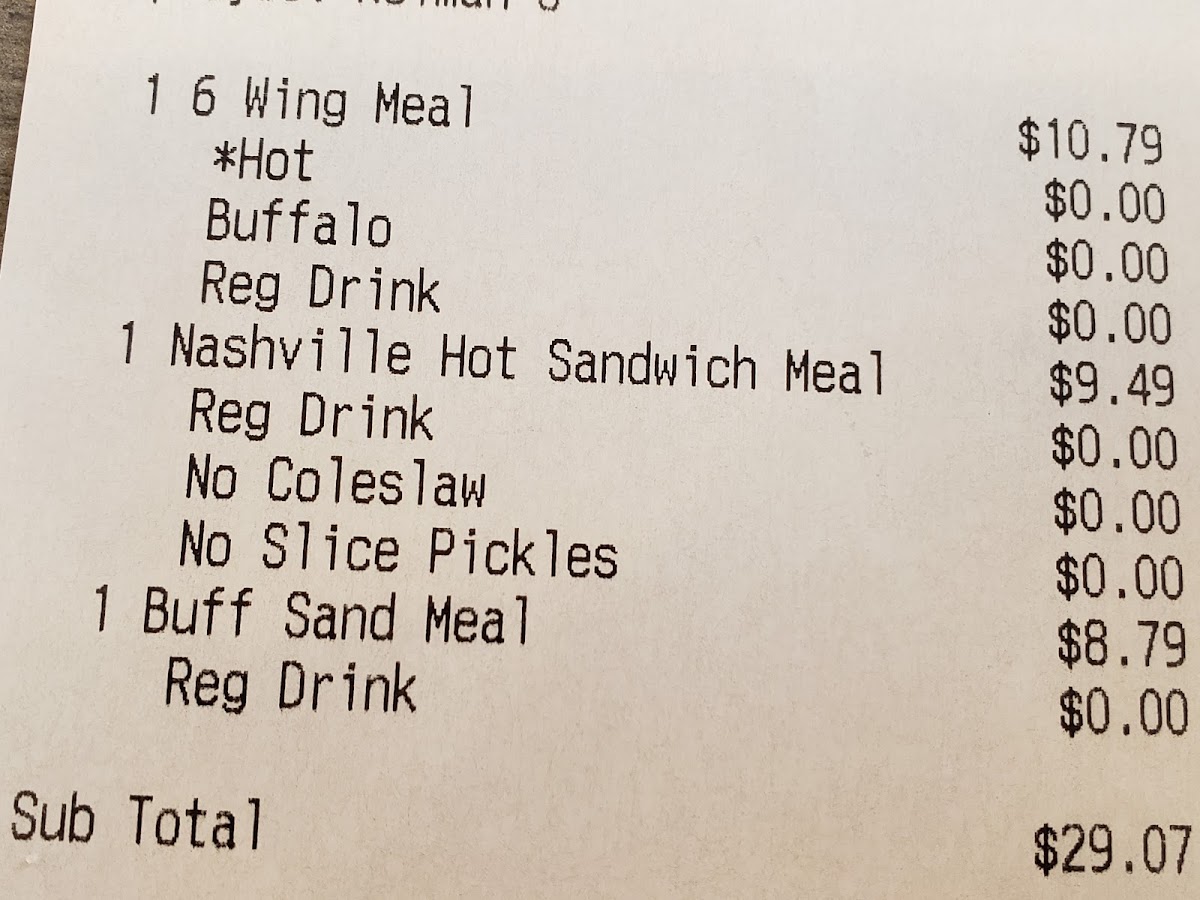 1 6 Wing Meal $10.79
*Hot $0.00
Buffalo $0.00
Reg Drink $0.00
1 Nashville Hot Sandwich Meal $9.49
Reg Drink $0.00
No Coleslaw $0.00
No Slice Pickles $0.00
1 Buff Sand Meal $8.79
Reg Drink $0.00
Sub Total $29.07